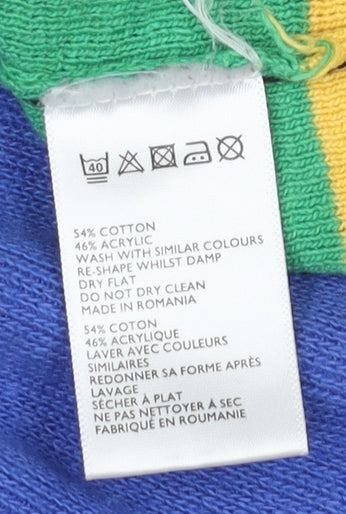 40
54% COTTON
46% ACRYLIC
WASH WITH SIMILAR COLOURS
RE-SHAPE WHILST DAMP
DRY FLAT
DO NOT DRY CLEAN
MADE IN ROMANIA
54% COTON
46% ACRYLIQUE
LAVER AVEC COULEURS
SIMILAIRES
REDONNER SA FORME APRÈS
LAVAGE
SÈCHER À PLAT
NE PAS NETTOYER À SEC
FABRIQUÉ EN ROUMANIE